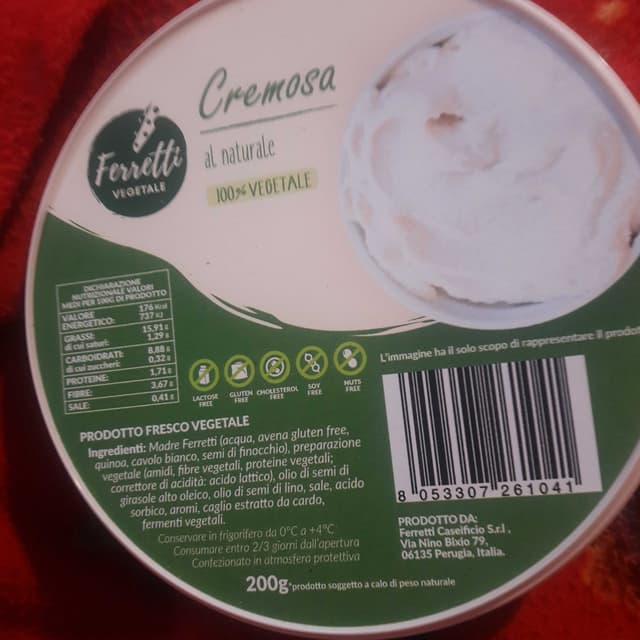 Cremosa
al naturale
100% VEGETALE
Ferretti
VEGETALE
DICHIARAZIONE
NUTRIZIONALE VALORI
MEDI PER 100G DI PRODOTTO
VALORE ENERGETICO: 176 Kcal 737 KJ
GRASSI: 15,91 g
di cui saturi: 1,29 g
CARBOIDRATI: 8,88 g
di cui zuccheri: 0,32 g
PROTEINE: 1,71 g
FIBRE: 3,67 g
SALE: 0,41 g
LACTOSE FREE
GLUTEN FREE
CHOLESTEROL FREE
SOY FREE
NUTS FREE
L'immagine ha il solo scopo di rappresentare il
PRODOTTO FRESCO VEGETALE
Ingredienti: Madre Ferretti (acqua, avena gluten free,
quinoa, cavolo bianco, semi di finocchio), preparazione
vegetale (amidi, fibre vegetali, proteine vegetali;
correttore di acidità: acido lattico), olio di semi di
girasole alto oleico, olio di semi di lino, sale, acido
sorbico, aromi, caglio estratto da cardo,
fermenti vegetali.
Conservare in frigorifero da 0°C a +4°C
Consumare entro 2/3 giorni dall'apertura
Confezionato in atmosfera protettiva
200g*prodotto soggetto a calo di peso naturale
8 053307 261041
PRODOTTO DA:
Ferretti Caseificio S.r.l ,
Via Nino Bixio 79,
06135 Perugia, Italia.